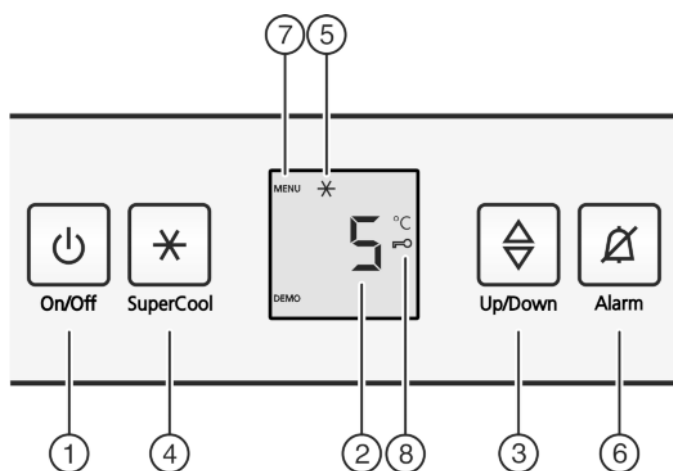 7 5
MENU
5 °C
DEMO
On/Off SuperCool Up/Down Alarm
1 4 2 8 3 6